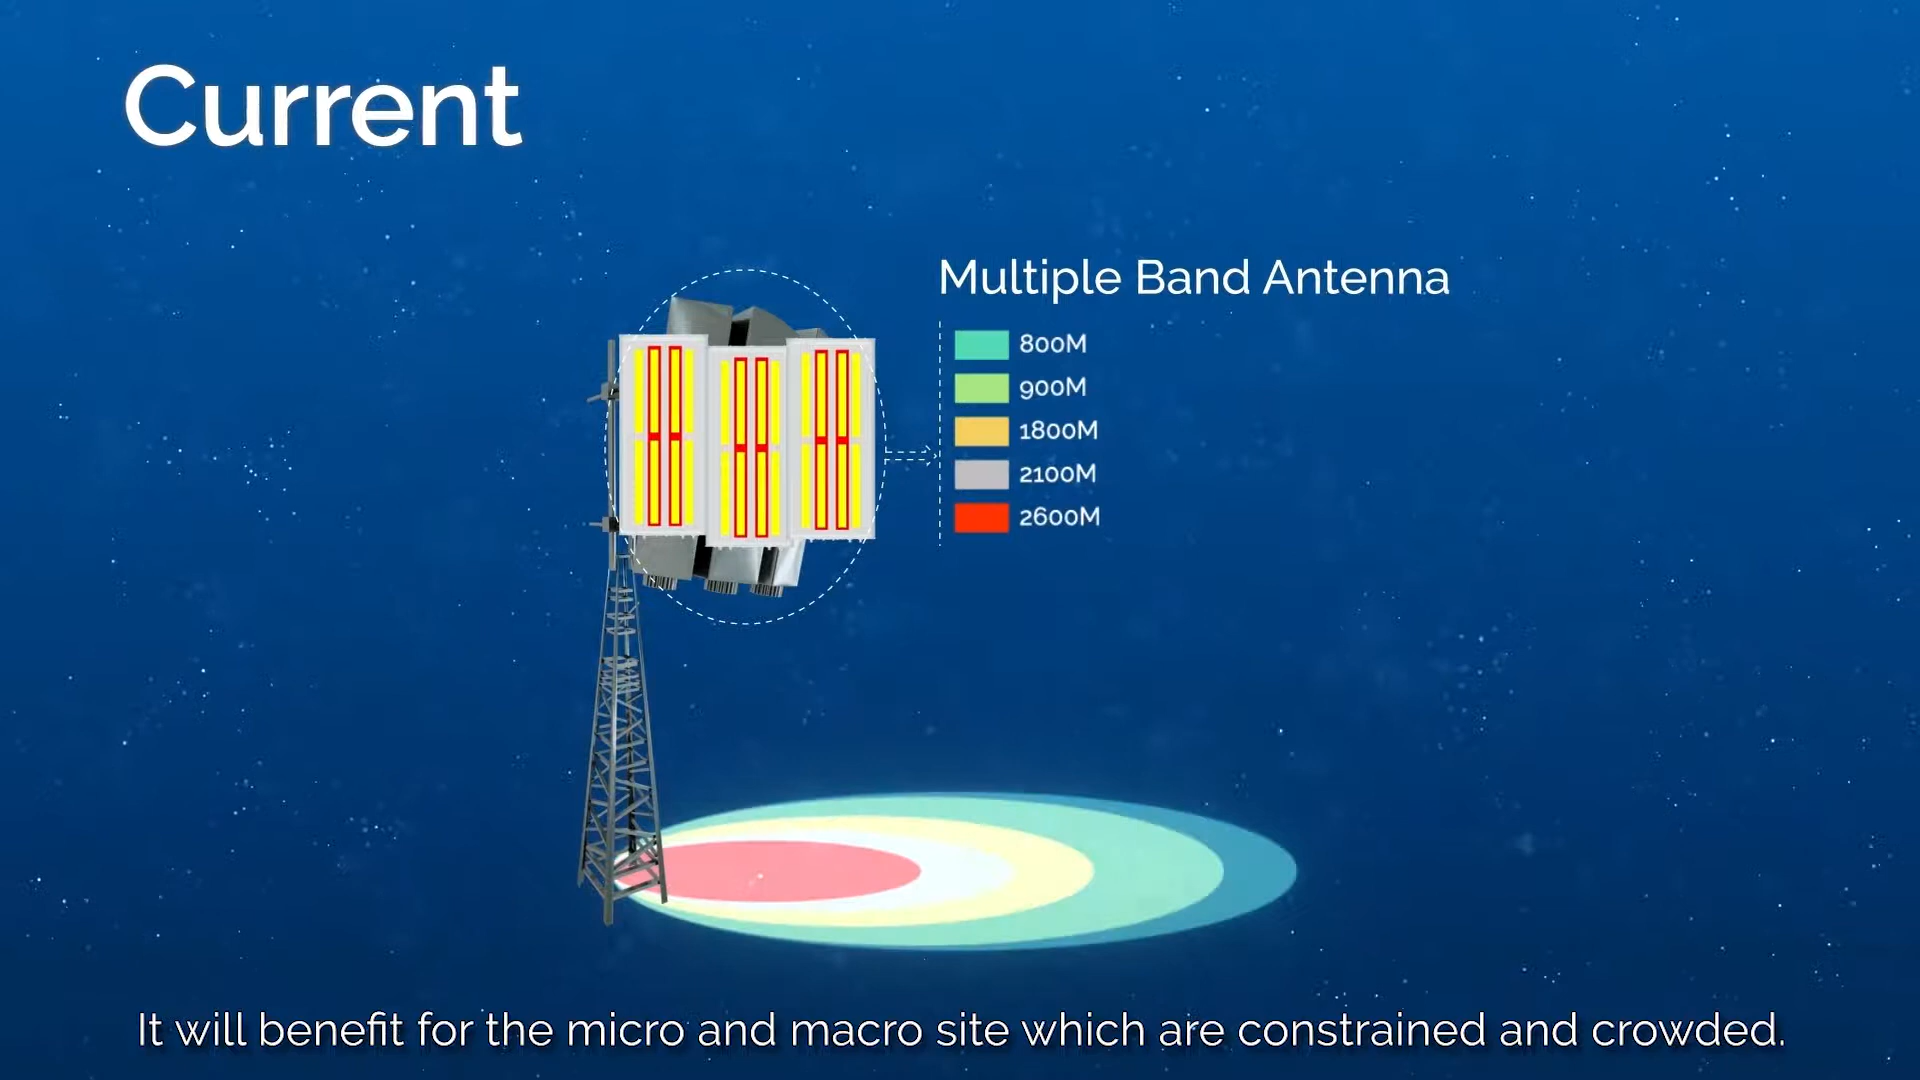 Current
Multiple Band Antenna
800M
900M
1800M
2100M
2600M
It will benefit for the micro and macro site which are constrained and crowded.